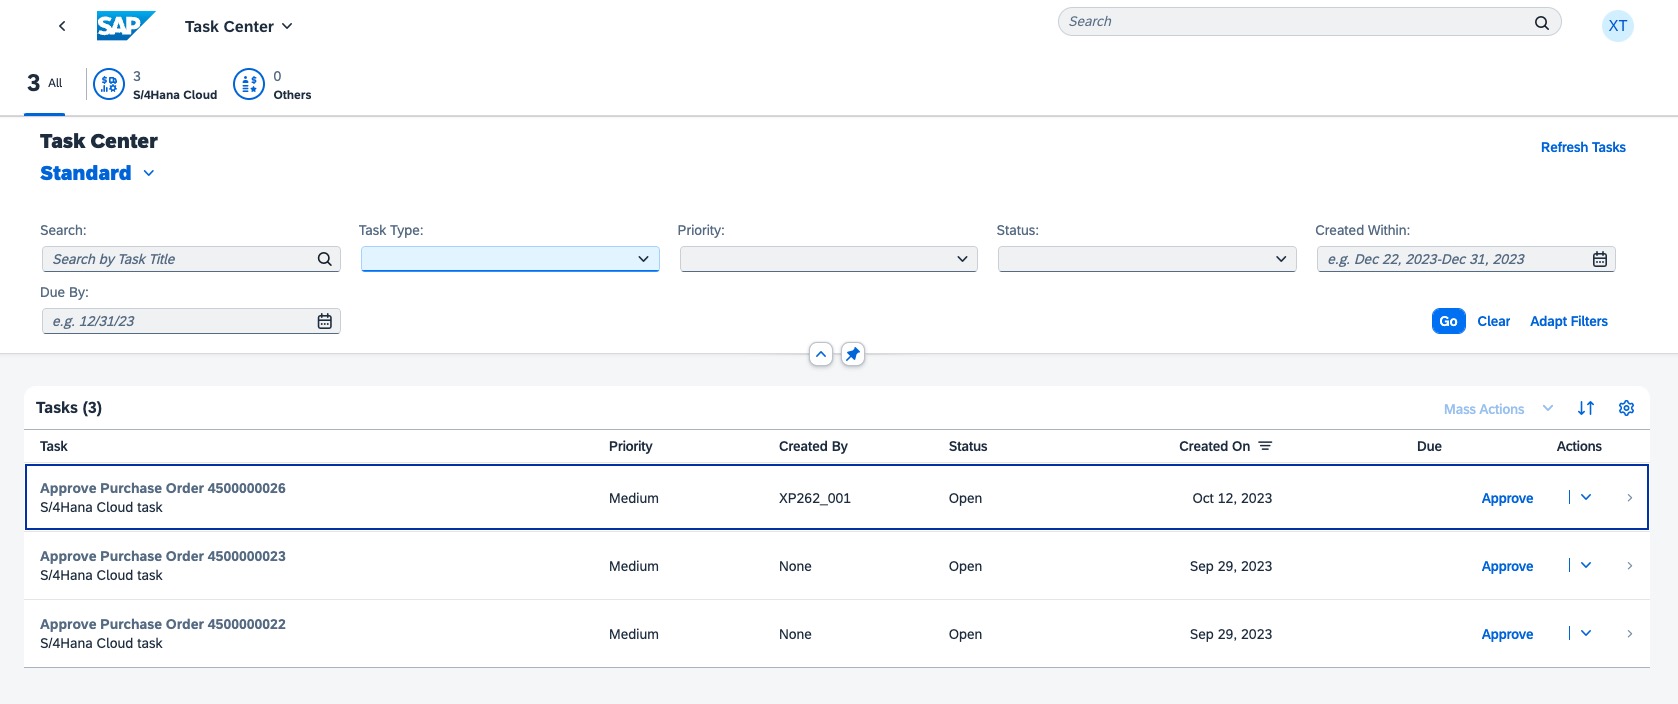 SAP Task Center
Search
XT
3 All
3
S/4Hana Cloud
0
Others
Task Center
Standard
Refresh Tasks
Search: Task Type: Priority: Status: Created Within:
Search by Task Title e.g. Dec 22, 2023-Dec 31, 2023
Due By:
e.g. 12/31/23
Go Clear Adapt Filters
Tasks (3) Mass Actions
Task Priority Created By Status Created On Due Actions
Approve Purchase Order 4500000026
S/4Hana Cloud task
Medium XP262_001 Open Oct 12, 2023 Approve
Approve Purchase Order 4500000023
S/4Hana Cloud task
Medium None Open Sep 29, 2023 Approve
Approve Purchase Order 4500000022
S/4Hana Cloud task
Medium None Open Sep 29, 2023 Approve